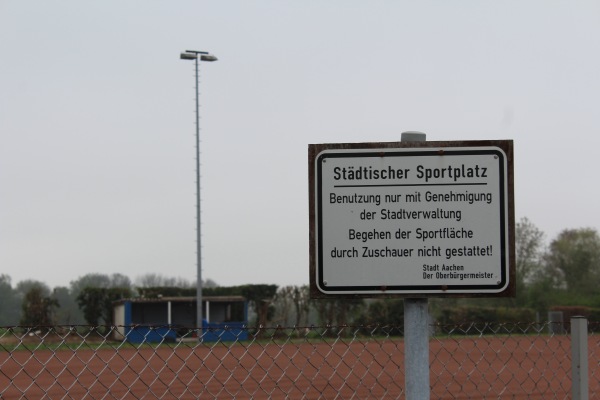 Städtischer Sportplatz
Benutzung nur mit Genehmigung
der Stadtverwaltung
Begehen der Sportfläche
durch Zuschauer nicht gestattet!
Stadt Aachen
Der Oberbürgermeister